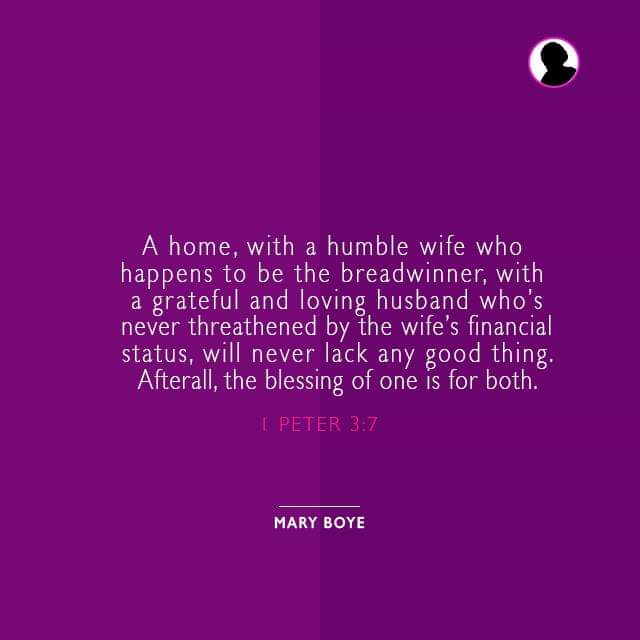 A home, with a humble wife who
happens to be the breadwinner, with
a grateful and loving husband who's
never threathened by the wife's financial
status, will never lack any good thing.
Afterall, the blessing of one is for both.
1 PETER 3:7
MARY BOYE